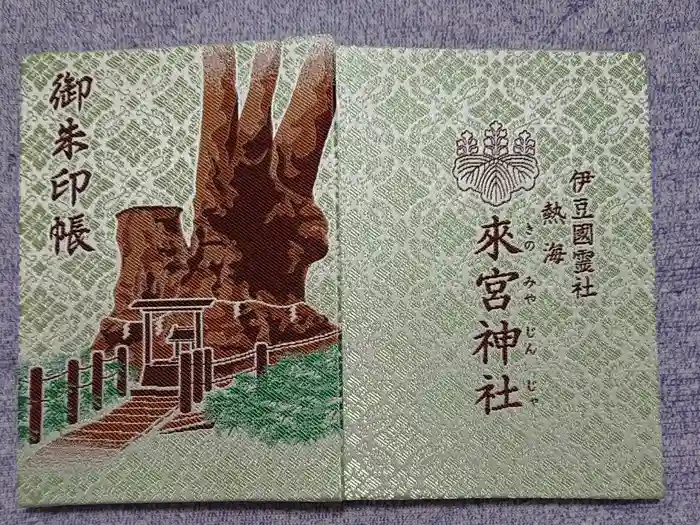 御朱印帳
伊豆國霊社
熱海
來宮神社
きのみやじんじゃ